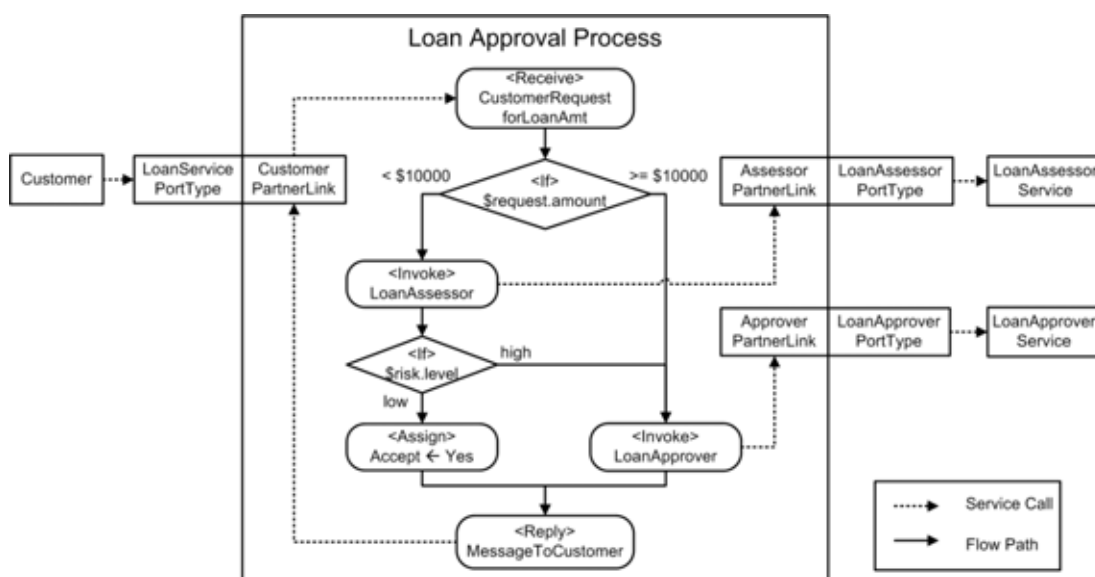 Loan Approval Process
<Receive>
CustomerRequest
forLoanAmt
Customer
LoanService
PortType
Customer
PartnerLink
< $10000
<If>
$request.amount
>= $10000
Assessor
PartnerLink
LoanAssessor
PortType
LoanAssessor
Service
<Invoke>
LoanAssessor
Approver
PartnerLink
LoanApprover
PortType
LoanApprover
Service
<If>
$risk.level
high
low
<Assign>
Accept ← Yes
<Invoke>
LoanApprover
<Reply>
MessageToCustomer
Service Call
Flow Path